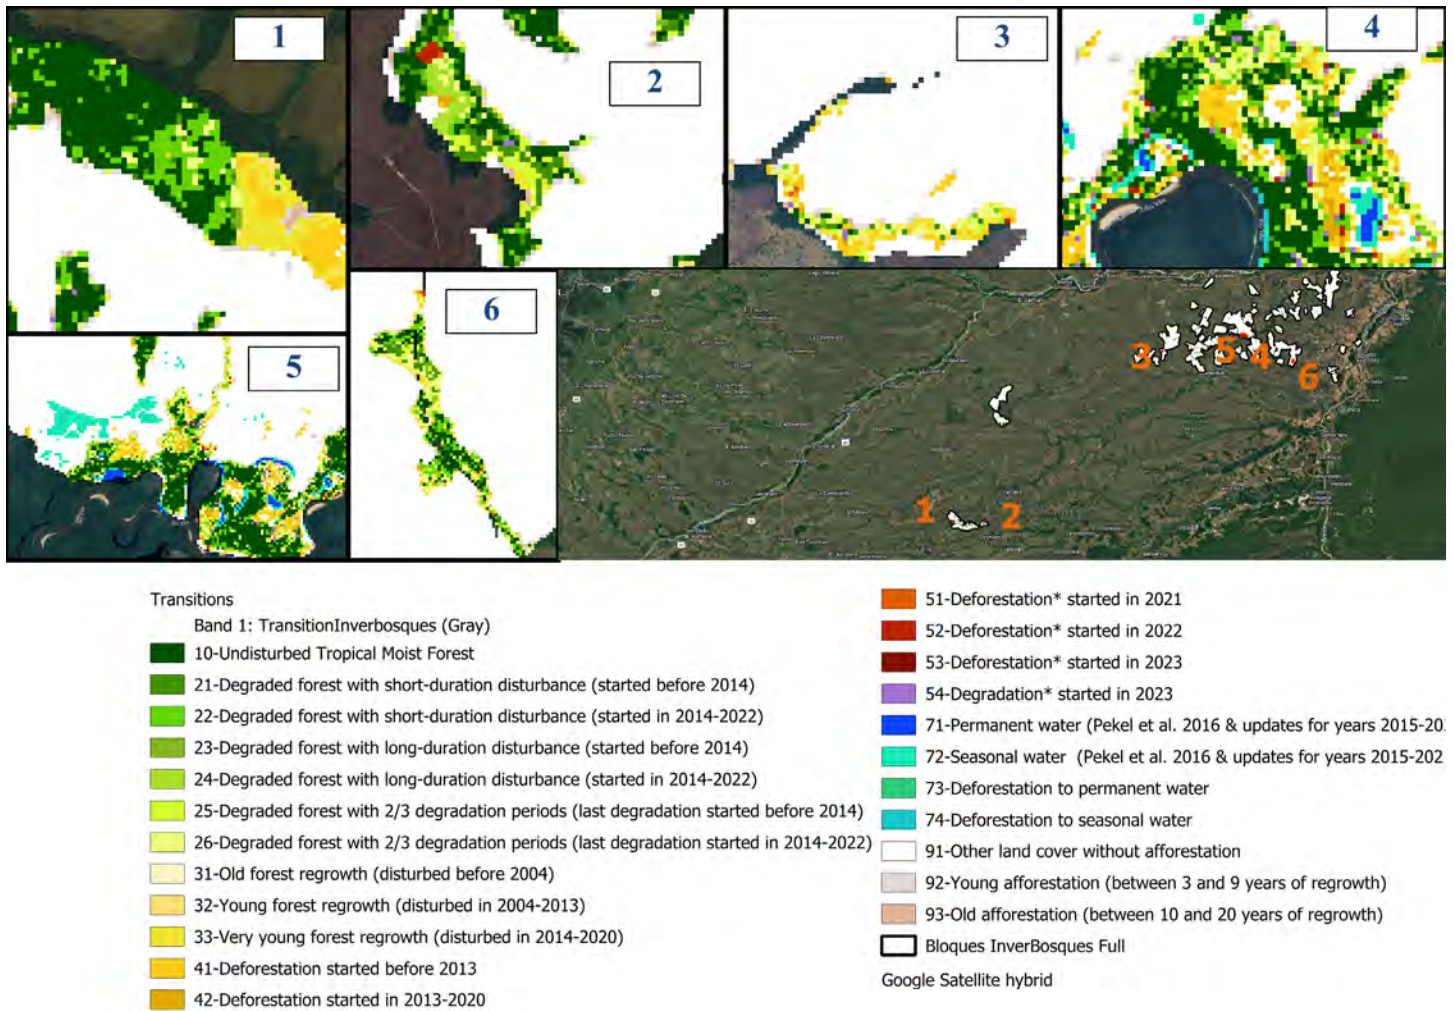 1
2
3
4
5
6
3
5
4
6
1
2
Transitions
Band 1: TransitionInverbosques (Gray)
10-Undisturbed Tropical Moist Forest
21-Degraded forest with short-duration disturbance (started before 2014)
22-Degraded forest with short-duration disturbance (started in 2014-2022)
23-Degraded forest with long-duration disturbance (started before 2014)
24-Degraded forest with long-duration disturbance (started in 2014-2022)
25-Degraded forest with 2/3 degradation periods (last degradation started before 2014)
26-Degraded forest with 2/3 degradation periods (last degradation started in 2014-2022)
31-Old forest regrowth (disturbed before 2004)
32-Young forest regrowth (disturbed in 2004-2013)
33-Very young forest regrowth (disturbed in 2014-2020)
41-Deforestation started before 2013
42-Deforestation started in 2013-2020
51-Deforestation* started in 2021
52-Deforestation* started in 2022
53-Deforestation* started in 2023
54-Degradation* started in 2023
71-Permanent water (Pekel et al. 2016 & updates for years 2015-20
72-Seasonal water (Pekel et al. 2016 & updates for years 2015-202
73-Deforestation to permanent water
74-Deforestation to seasonal water
91-Other land cover without afforestation
92-Young afforestation (between 3 and 9 years of regrowth)
93-Old afforestation (between 10 and 20 years of regrowth)
Bloques InverBosques Full
Google Satellite hybrid